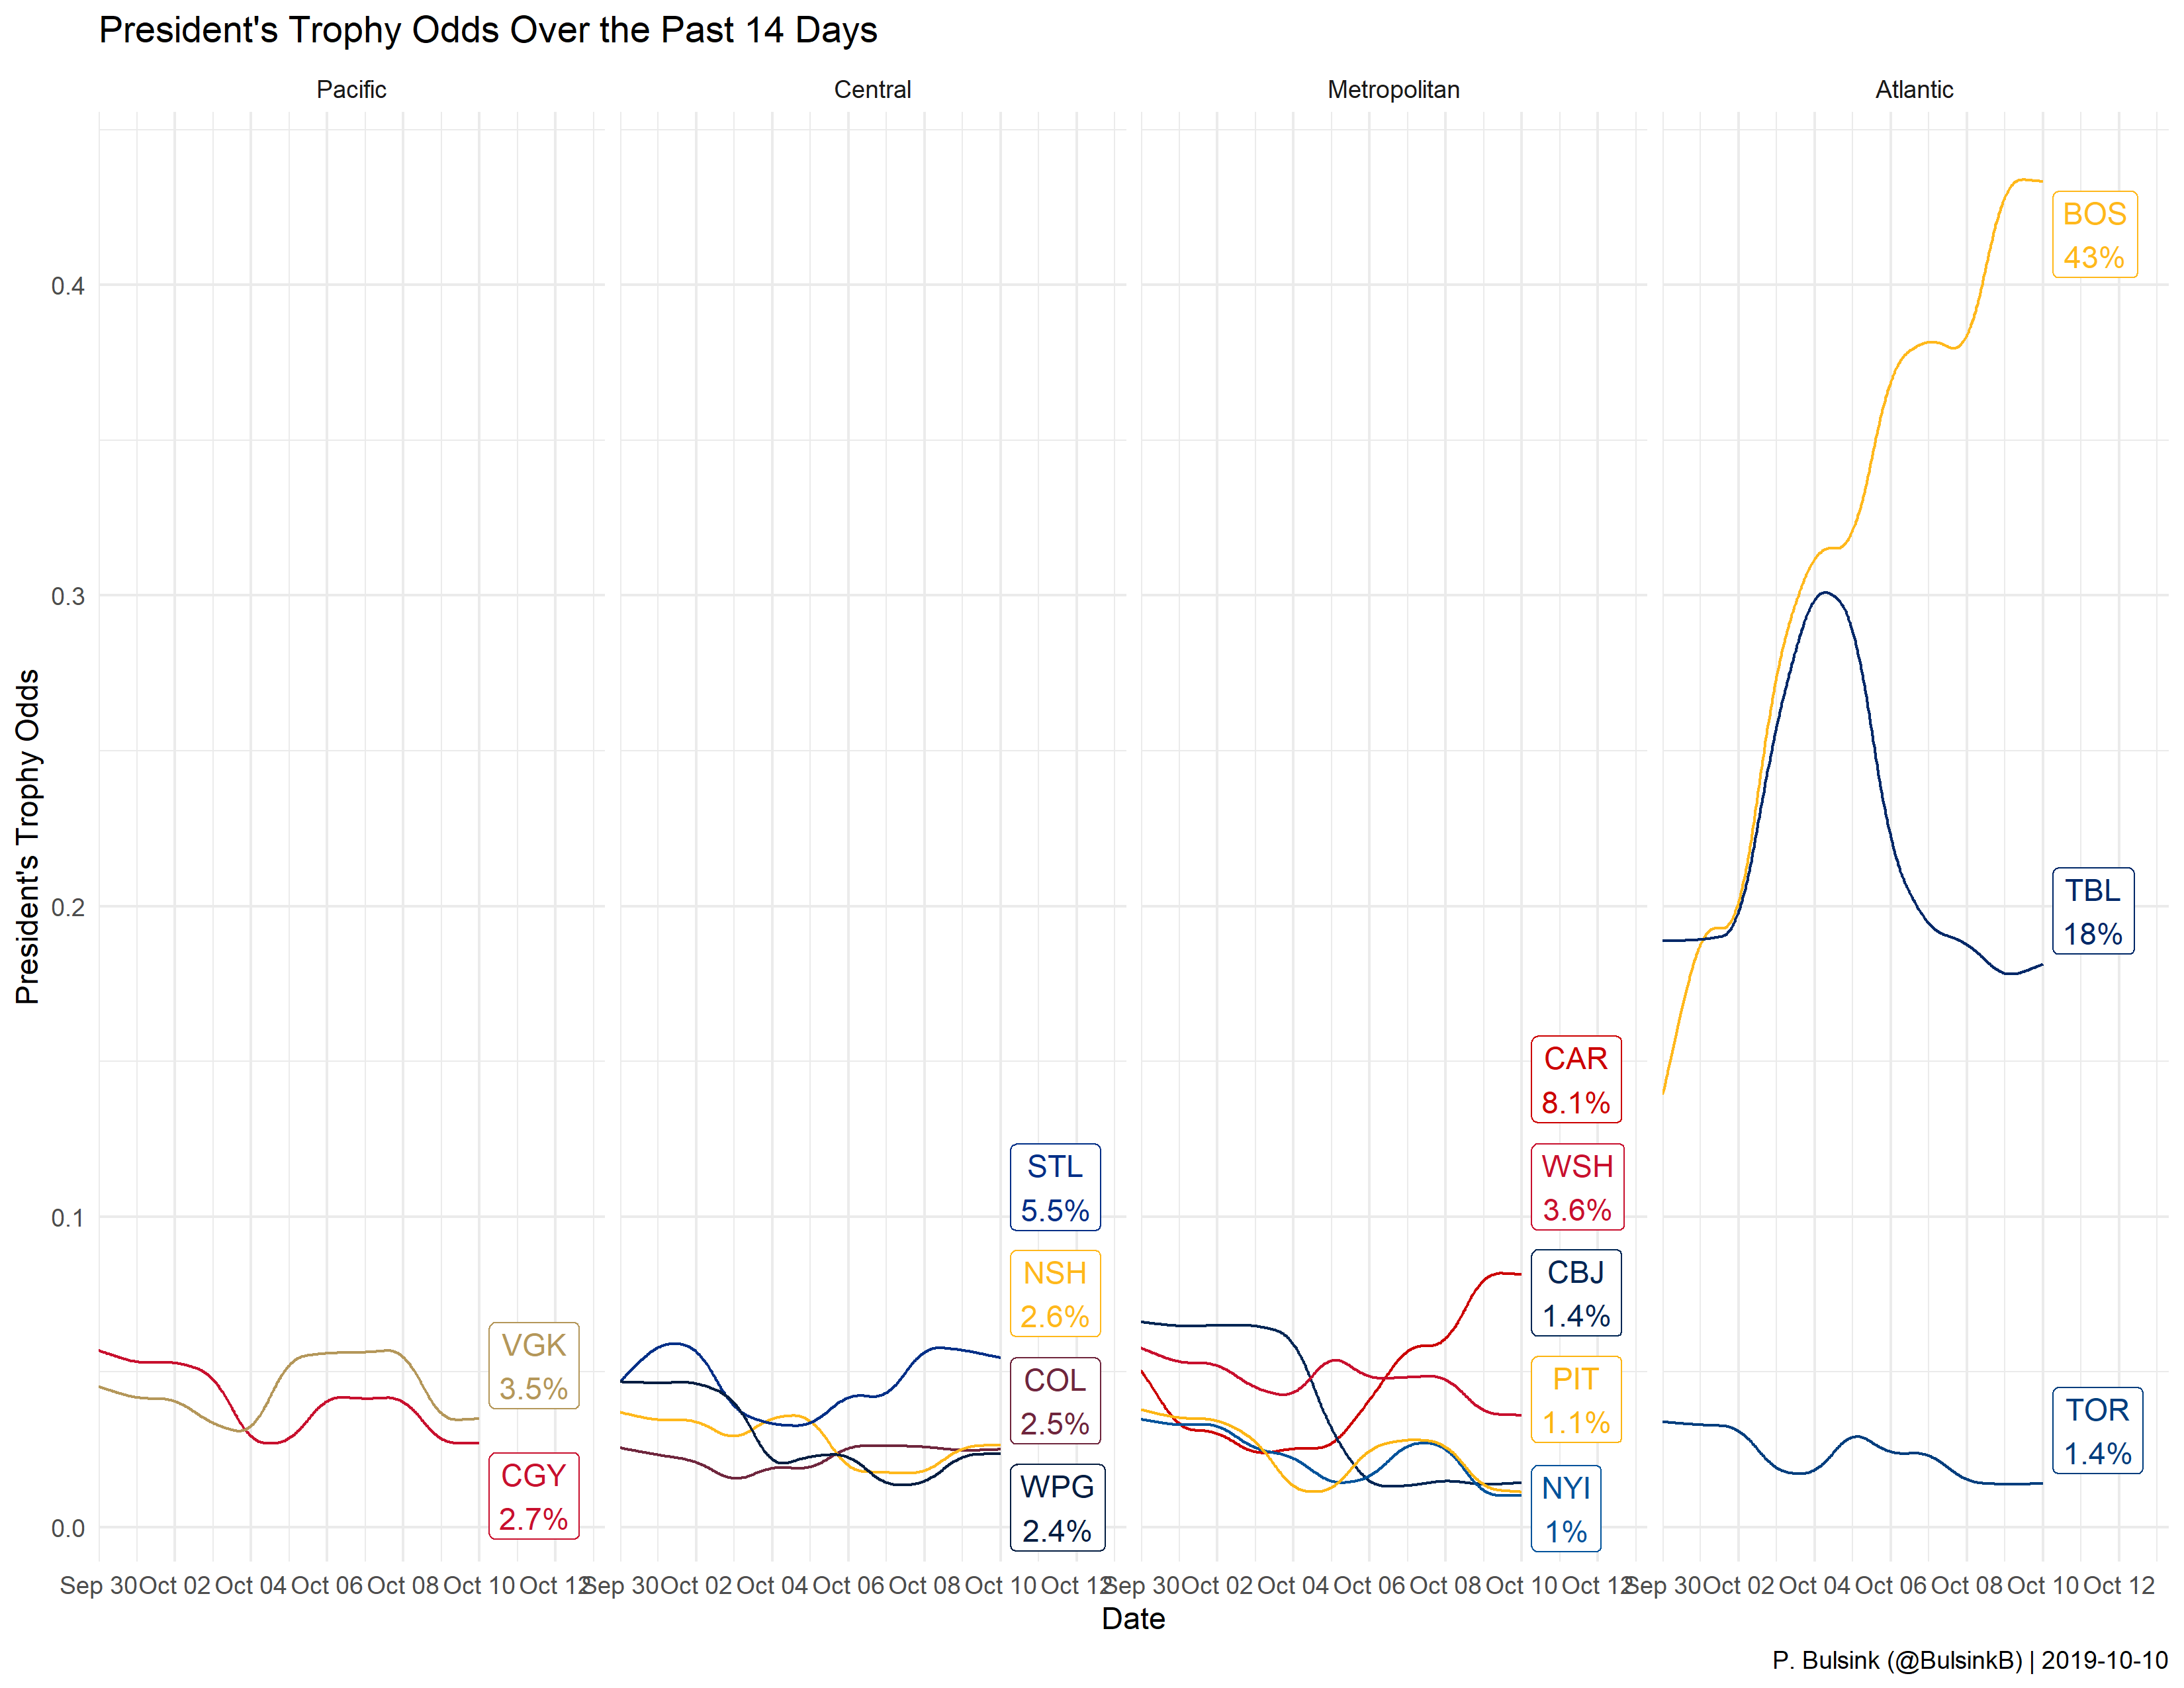 President's Trophy Odds Over the Past 14 Days
Pacific
Central
Metropolitan
Atlantic
President's Trophy Odds
0.4
0.3
0.2
0.1
0.0
VGK
3.5%
CGY
2.7%
STL
5.5%
NSH
2.6%
COL
2.5%
WPG
2.4%
CAR
8.1%
WSH
3.6%
CBJ
1.4%
PIT
1.1%
NYI
1%
BOS
43%
TBL
18%
TOR
1.4%
Sep 30 Oct 02 Oct 04 Oct 06 Oct 08 Oct 10 Oct 12
Sep 30 Oct 02 Oct 04 Oct 06 Oct 08 Oct 10 Oct 12
Sep 30 Oct 02 Oct 04 Oct 06 Oct 08 Oct 10 Oct 12
Sep 30 Oct 02 Oct 04 Oct 06 Oct 08 Oct 10 Oct 12
Date
P. Bulsink (@BulsinkB) | 2019-10-10